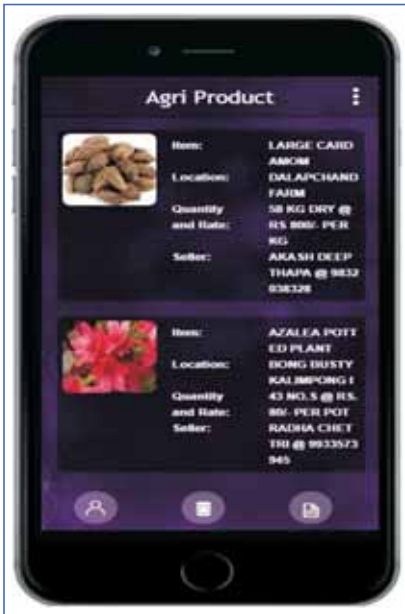 Agri Product
Item: LARGE CARD
AMOM
Location: DALAPCHAND
FARM
Quantity 58 KG DRY @
and Rate: RS 800/- PER
KG
Seller: AKASH DEEP
THAPA @ 9832
038328
Item: AZALEA POTT
ED PLANT
Location: BONG BUSTY
KALIMPONG I
Quantity 43 NO.S @ RS.
and Rate: 80/- PER POT
Seller: RADHA CHET
TRI @ 9933573
945